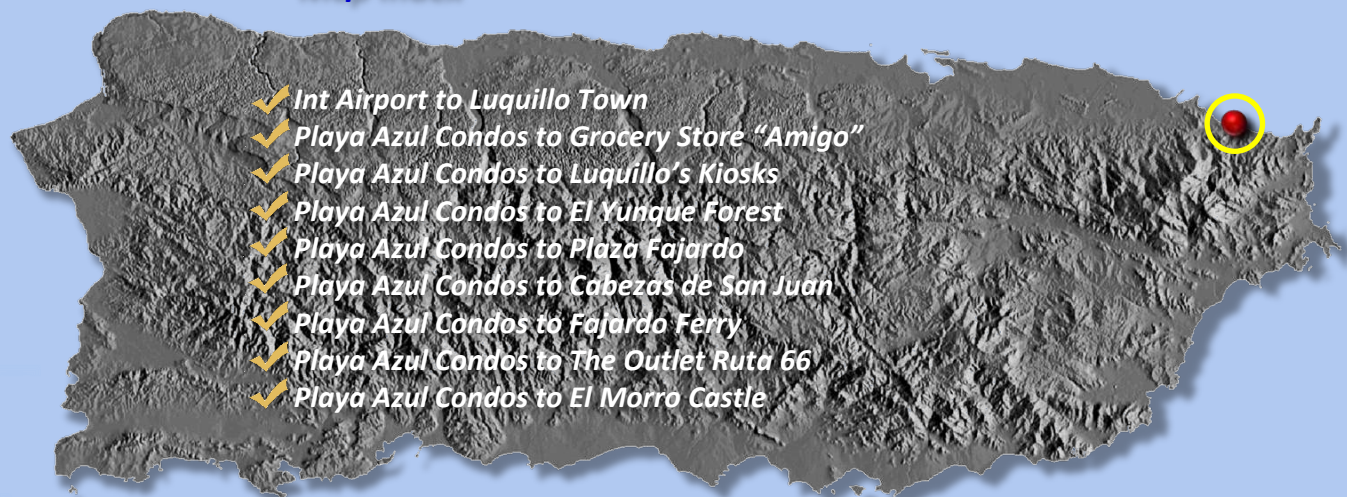 Int Airport to Luquillo Town
Playa Azul Condos to Grocery Store “Amigo”
Playa Azul Condos to Luquillo’s Kiosks
Playa Azul Condos to El Yunque Forest
Playa Azul Condos to Plaza Fajardo
Playa Azul Condos to Cabezas de San Juan
Playa Azul Condos to Fajardo Ferry
Playa Azul Condos to The Outlet Ruta 66
Playa Azul Condos to El Morro Castle